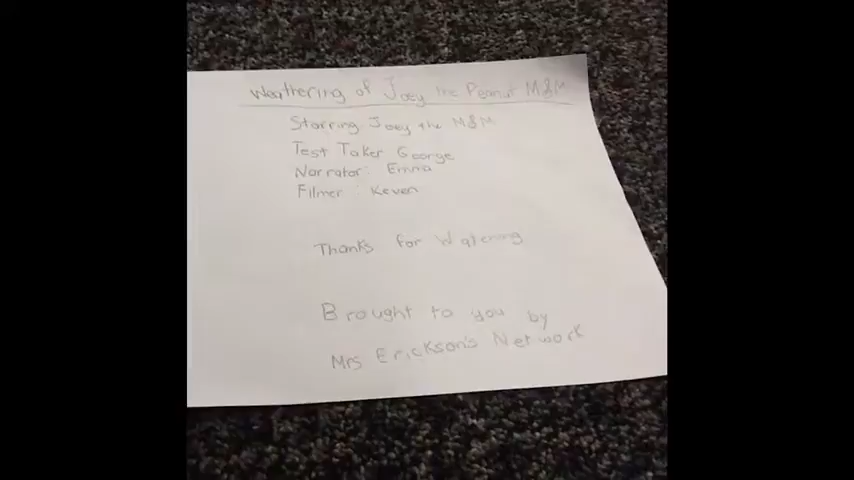 Weathering of Joey the Peanut M&M
Starring Joey the M&M
Test Taker George
Narrator: Emma
Filmer : Keven
Thanks for Watching
Brought to you by
Mrs Erickson's Network